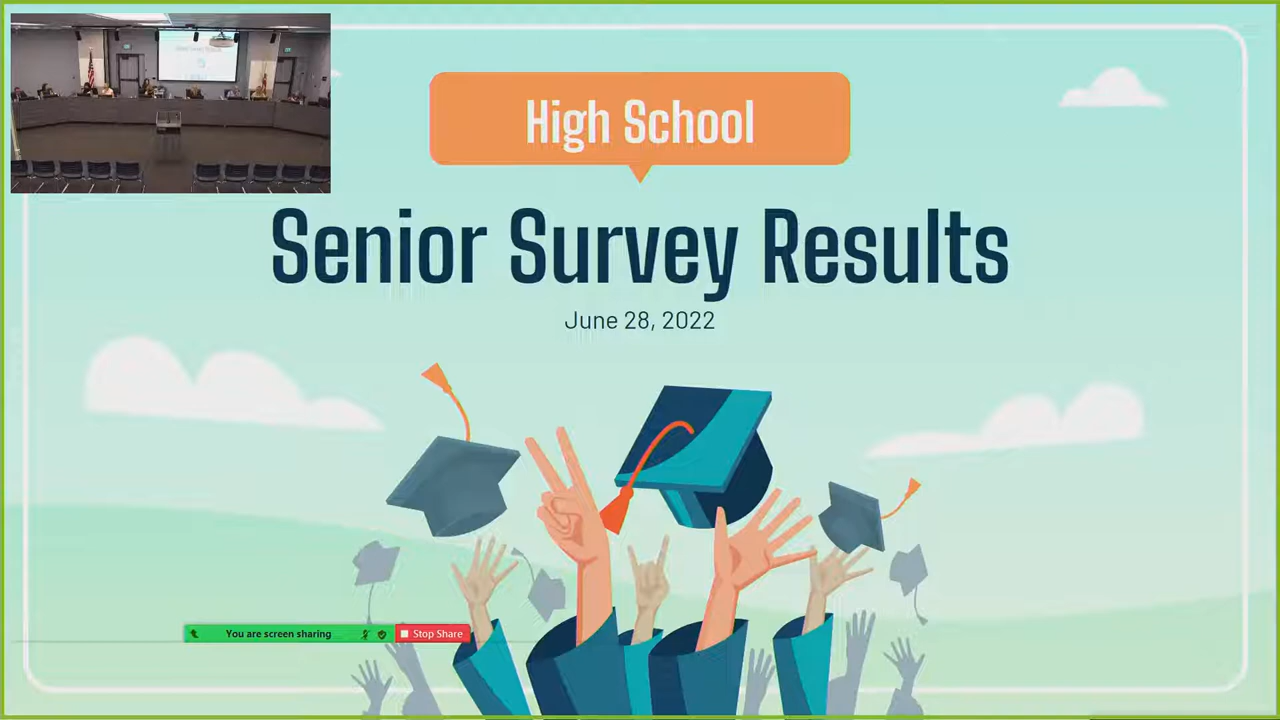 High School
Senior Survey Results
June 28, 2022
You are screen sharing
Stop Share